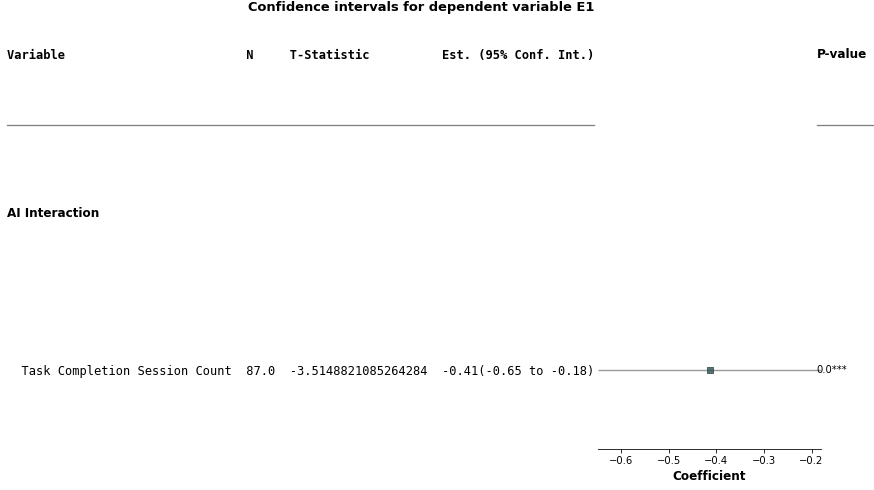 Confidence intervals for dependent variable E1
Variable N T-Statistic Est. (95% Conf. Int.) P-value
AI Interaction
Task Completion Session Count 87.0 -3.5148821085264284 -0.41(-0.65 to -0.18) 0.0***
−0.6 −0.5 −0.4 −0.3 −0.2
Coefficient